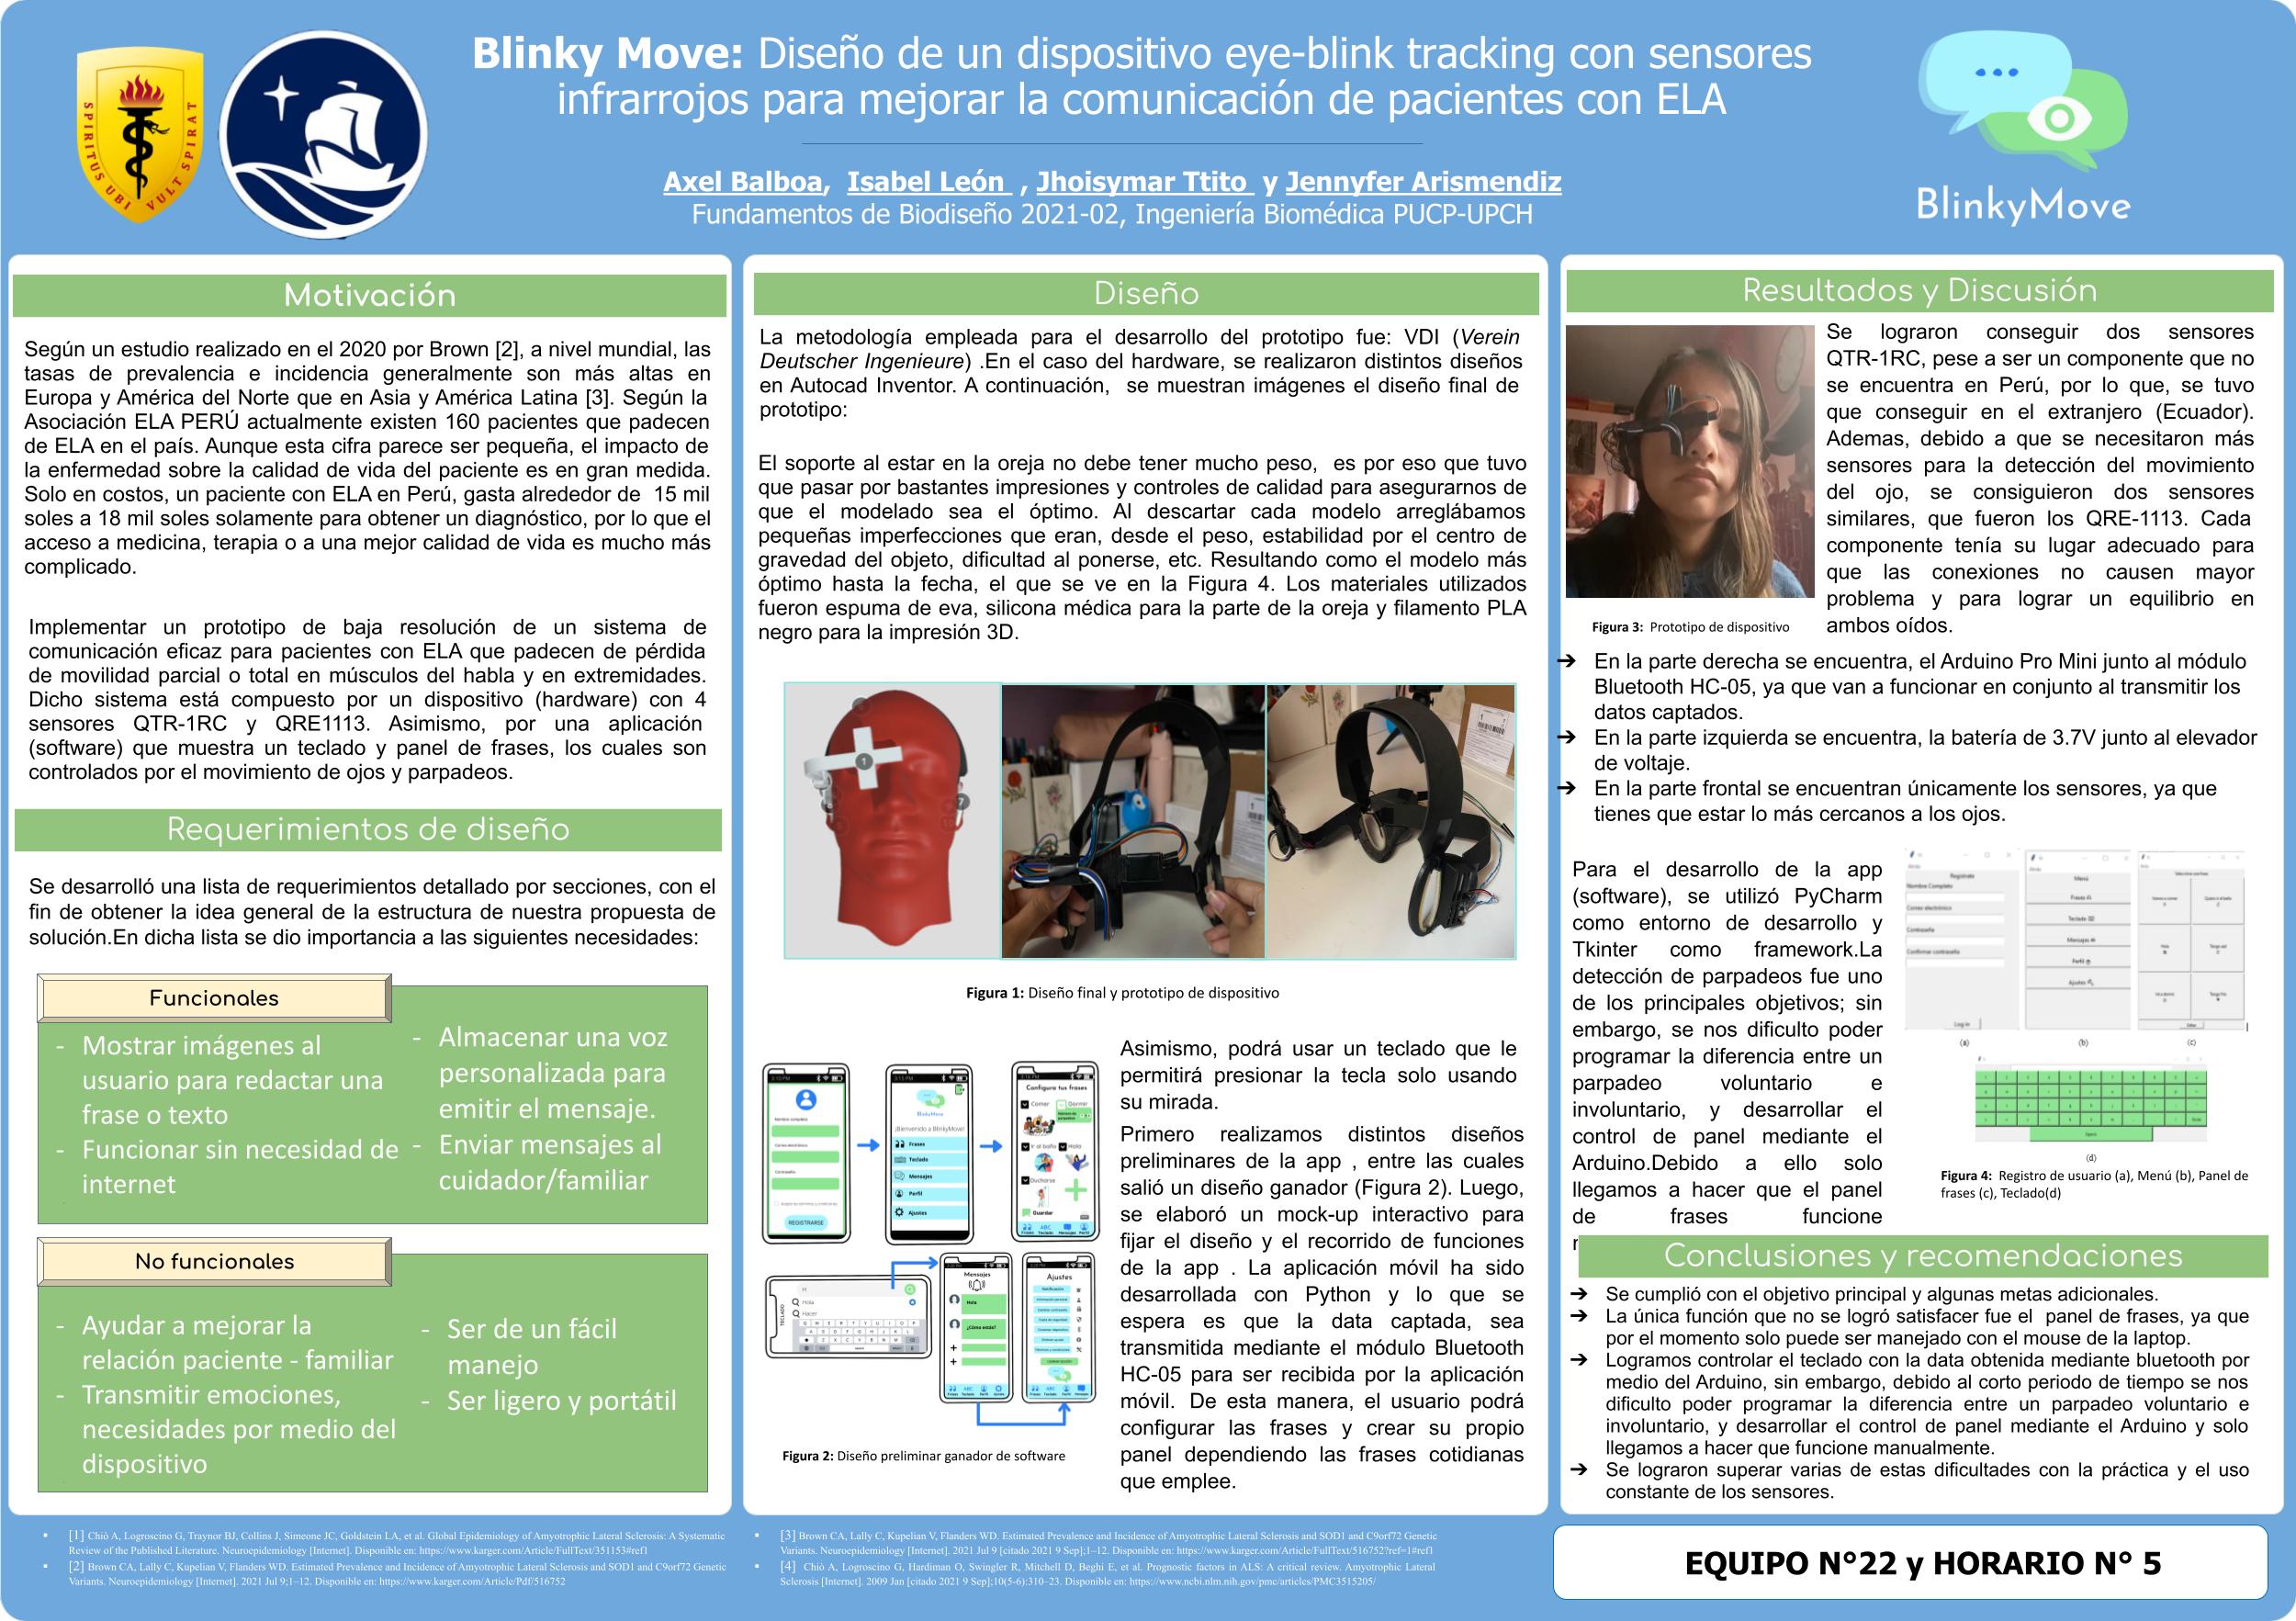 SPIRITUS UBI VULT SPIRAT
Blinky Move: Diseño de un dispositivo eye-blink tracking con sensores
infrarrojos para mejorar la comunicación de pacientes con ELA
Axel Balboa, Isabel León , Jhoisymar Ttito y Jennyfer Arismendiz
Fundamentos de Biodiseño 2021-02, Ingeniería Biomédica PUCP-UPCH
BlinkyMove
Motivación
Según un estudio realizado en el 2020 por Brown [2], a nivel mundial, las
tasas de prevalencia e incidencia generalmente son más altas en
Europa y América del Norte que en Asia y América Latina [3]. Según la
Asociación ELA PERÚ actualmente existen 160 pacientes que padecen
de ELA en el país. Aunque esta cifra parece ser pequeña, el impacto de
la enfermedad sobre la calidad de vida del paciente es en gran medida.
Solo en costos, un paciente con ELA en Perú, gasta alrededor de 15 mil
soles a 18 mil soles solamente para obtener un diagnóstico, por lo que el
acceso a medicina, terapia o a una mejor calidad de vida es mucho más
complicado.
Implementar un prototipo de baja resolución de un sistema de
comunicación eficaz para pacientes con ELA que padecen de pérdida
de movilidad parcial o total en músculos del habla y en extremidades.
Dicho sistema está compuesto por un dispositivo (hardware) con 4
sensores QTR-1RC y QRE1113. Asimismo, por una aplicación
(software) que muestra un teclado y panel de frases, los cuales son
controlados por el movimiento de ojos y parpadeos.
Requerimientos de diseño
Se desarrolló una lista de requerimientos detallado por secciones, con el
fin de obtener la idea general de la estructura de nuestra propuesta de
solución.En dicha lista se dio importancia a las siguientes necesidades:
Funcionales
- Mostrar imágenes al
usuario para redactar una
frase o texto
- Funcionar sin necesidad de
internet
- Almacenar una voz
personalizada para
emitir el mensaje.
- Enviar mensajes al
cuidador/familiar
No funcionales
- Ayudar a mejorar la
relación paciente - familiar
- Transmitir emociones,
necesidades por medio del
dispositivo
- Ser de un fácil
manejo
- Ser ligero y portátil
Diseño
La metodología empleada para el desarrollo del prototipo fue: VDI (Verein
Deutscher Ingenieure) .En el caso del hardware, se realizaron distintos diseños
en Autocad Inventor. A continuación, se muestran imágenes el diseño final de
prototipo:
El soporte al estar en la oreja no debe tener mucho peso, es por eso que tuvo
que pasar por bastantes impresiones y controles de calidad para asegurarnos de
que el modelado sea el óptimo. Al descartar cada modelo arreglábamos
pequeñas imperfecciones que eran, desde el peso, estabilidad por el centro de
gravedad del objeto, dificultad al ponerse, etc. Resultando como el modelo más
óptimo hasta la fecha, el que se ve en la Figura 4. Los materiales utilizados
fueron espuma de eva, silicona médica para la parte de la oreja y filamento PLA
negro para la impresión 3D.
1
7
Figura 1: Diseño final y prototipo de dispositivo
REGISTRARSE
BlinkyMove
¡Bienvenido a BlinkyMove!
Frases
Teclado
Mensajes
Perfil
Ajustes
Configura tus frases
Comer
Dormir
Ir al baño
Hola
Ducharse
Guardar
TECLADO
Hola
Hacer
Mensajes
Hola
¿Cómo estás?
Ajustes
Figura 2: Diseño preliminar ganador de software
Asimismo, podrá usar un teclado que le
permitirá presionar la tecla solo usando
su mirada.
Primero realizamos distintos diseños
preliminares de la app , entre las cuales
salió un diseño ganador (Figura 2). Luego,
se elaboró un mock-up interactivo para
fijar el diseño y el recorrido de funciones
de la app . La aplicación móvil ha sido
desarrollada con Python y lo que se
espera es que la data captada, sea
transmitida mediante el módulo Bluetooth
HC-05 para ser recibida por la aplicación
móvil. De esta manera, el usuario podrá
configurar las frases y crear su propio
panel dependiendo las frases cotidianas
que emplee.
Resultados y Discusión
Se lograron conseguir dos sensores
QTR-1RC, pese a ser un componente que no
se encuentra en Perú, por lo que, se tuvo
que conseguir en el extranjero (Ecuador).
Ademas, debido a que se necesitaron más
sensores para la detección del movimiento
del ojo, se consiguieron dos sensores
similares, que fueron los QRE-1113. Cada
componente tenía su lugar adecuado para
que las conexiones no causen mayor
problema y para lograr un equilibrio en
ambos oídos.
Figura 3: Prototipo de dispositivo
➔ En la parte derecha se encuentra, el Arduino Pro Mini junto al módulo
Bluetooth HC-05, ya que van a funcionar en conjunto al transmitir los
datos captados.
➔ En la parte izquierda se encuentra, la batería de 3.7V junto al elevador
de voltaje.
➔ En la parte frontal se encuentran únicamente los sensores, ya que
tienes que estar lo más cercanos a los ojos.
Para el desarrollo de la app
(software), se utilizó PyCharm
como entorno de desarrollo y
Tkinter como framework.La
detección de parpadeos fue uno
de los principales objetivos; sin
embargo, se nos dificulto poder
programar la diferencia entre un
parpadeo voluntario e
involuntario, y desarrollar el
control de panel mediante el
Arduino.Debido a ello solo
llegamos a hacer que el panel
de frases funcione
Registrate
Nombre Completo
Correo electrónico
Contraseña
Confirmar contraseña
Log in
(a)
Menú
Frases
Teclado
Mensajes
Perfil
Ajustes
(b)
(c)
(d)
Figura 4: Registro de usuario (a), Menú (b), Panel de
frases (c), Teclado(d)
Conclusiones y recomendaciones
➔ Se cumplió con el objetivo principal y algunas metas adicionales.
➔ La única función que no se logró satisfacer fue el panel de frases, ya que
por el momento solo puede ser manejado con el mouse de la laptop.
➔ Logramos controlar el teclado con la data obtenida mediante bluetooth por
medio del Arduino, sin embargo, debido al corto periodo de tiempo se nos
dificulto poder programar la diferencia entre un parpadeo voluntario e
involuntario, y desarrollar el control de panel mediante el Arduino y solo
llegamos a hacer que funcione manualmente.
➔ Se lograron superar varias de estas dificultades con la práctica y el uso
constante de los sensores.
▪ [1] Chiò A, Logroscino G, Traynor BJ, Collins J, Simeone JC, Goldstein LA, et al. Global Epidemiology of Amyotrophic Lateral Sclerosis: A Systematic
Review of the Published Literature. Neuroepidemiology [Internet]. Disponible en: https://www.karger.com/Article/FullText/351153#ref1
▪ [2] Brown CA, Lally C, Kupelian V, Flanders WD. Estimated Prevalence and Incidence of Amyotrophic Lateral Sclerosis and SOD1 and C9orf72 Genetic
Variants. Neuroepidemiology [Internet]. 2021 Jul 9;1–12. Disponible en: https://www.karger.com/Article/Pdf/516752
▪ [3] Brown CA, Lally C, Kupelian V, Flanders WD. Estimated Prevalence and Incidence of Amyotrophic Lateral Sclerosis and SOD1 and C9orf72 Genetic
Variants. Neuroepidemiology [Internet]. 2021 Jul 9 [citado 2021 9 Sep];1–12. Disponible en: https://www.karger.com/Article/FullText/516752?ref=1#ref1
▪ [4] Chiò A, Logroscino G, Hardiman O, Swingler R, Mitchell D, Beghi E, et al. Prognostic factors in ALS: A critical review. Amyotrophic Lateral
Sclerosis [Internet]. 2009 Jan [citado 2021 9 Sep];10(5-6):310–23. Disponible en: https://www.ncbi.nlm.nih.gov/pmc/articles/PMC3515205/
EQUIPO N°22 y HORARIO N° 5